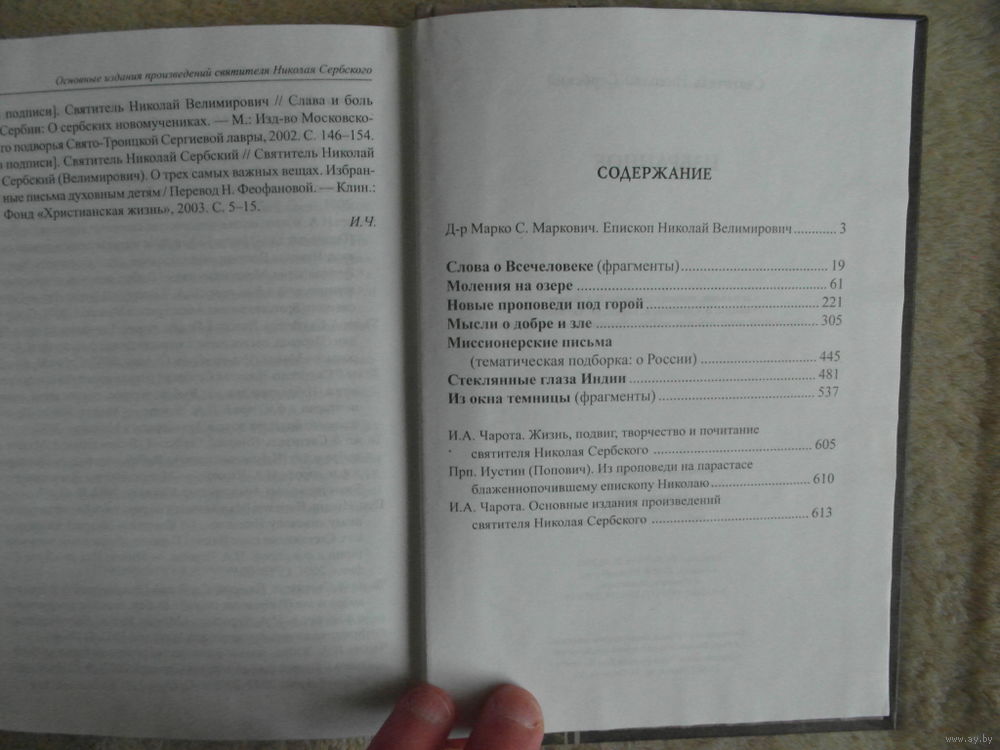 Основные издания произведений святителя Николая Сербского
подписи]. Святитель Николай Велимирович // Слава и боль
Сербии: О сербских новомучениках. — М.: Изд-во Московско-
го подворья Свято-Троицкой Сергиевой лавры, 2002. С. 146–154.
подписи]. Святитель Николай Сербский // Святитель Николай
Сербский (Велимирович). О трех самых важных вещах. Избран-
ные письма духовным детям / Перевод Н. Феофановой. — Клин.:
Фонд «Христианская жизнь», 2003. С. 5–15.
И.Ч.
СОДЕРЖАНИЕ
Д-р Марко С. Маркович. Епископ Николай Велимирович ............ 3
Слова о Всечеловеке (фрагменты) ............ 19
Моления на озере ............ 61
Новые проповеди под горой ............ 221
Мысли о добре и зле ............ 305
Миссионерские письма
(тематическая подборка: о России) ............ 445
Стеклянные глаза Индии ............ 481
Из окна темницы (фрагменты) ............ 537
И.А. Чарота. Жизнь, подвиг, творчество и почитание
святителя Николая Сербского ............ 605
Прп. Иустин (Попович). Из проповеди на парастасе
блаженнопочившему епископу Николаю ............ 610
И.А. Чарота. Основные издания произведений
святителя Николая Сербского ............ 613
www.ay.by